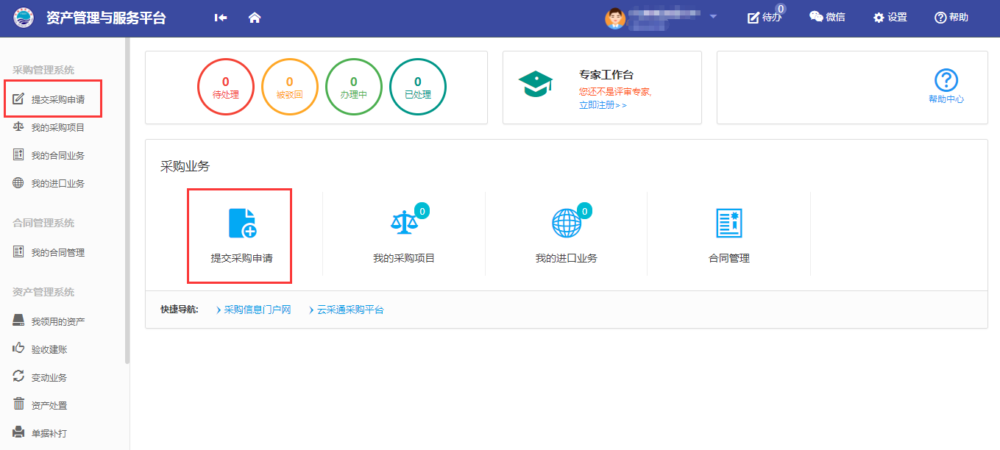 资产管理与服务平台
0
待办
微信
设置
帮助
采购管理系统
提交采购申请
我的采购项目
我的合同业务
我的进口业务
合同管理系统
我的合同管理
资产管理系统
我领用的资产
验收建账
变动业务
资产处置
单据补打
0
待处理
0
被驳回
0
办理中
0
已处理
专家工作台
您还不是评审专家,
立即注册>>
帮助中心
采购业务
提交采购申请
0
我的采购项目
0
我的进口业务
合同管理
快捷导航:
采购信息门户网
云采通采购平台